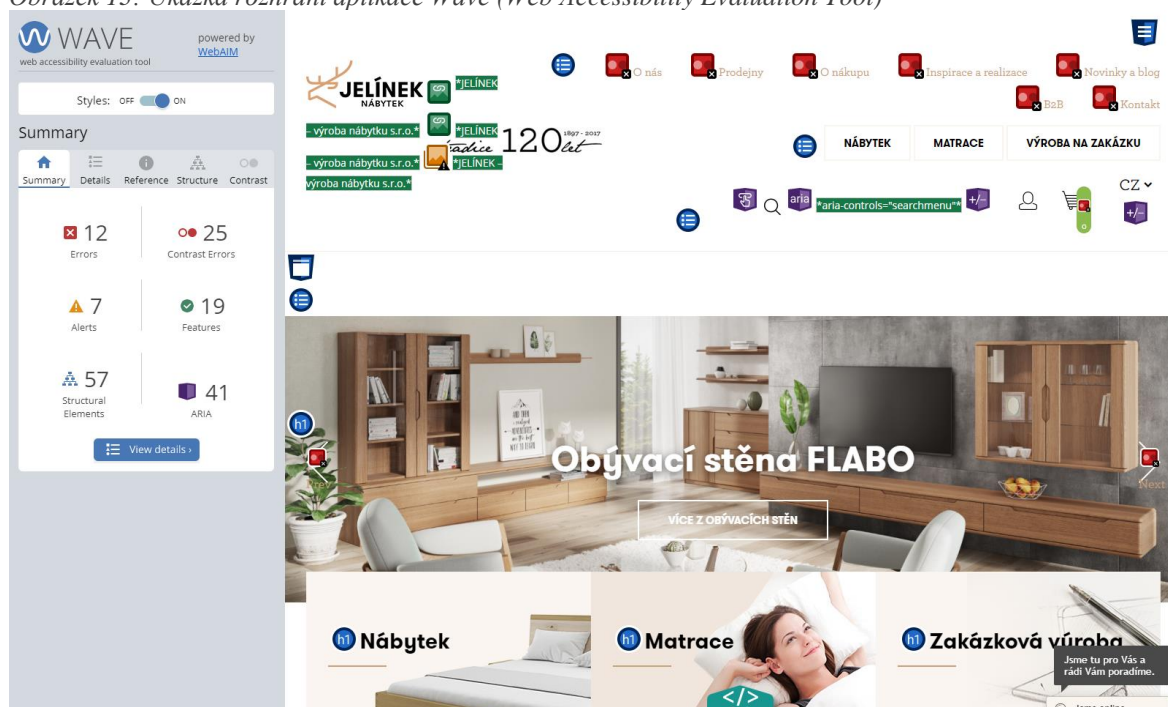 Obrázek 15: Ukázka rozhraní aplikace Wave (Web Accessibility Evaluation Tool)
WAVE
web accessibility evaluation tool
powered by
WebAIM
Styles: OFF ON
Summary
Summary Details Reference Structure Contrast
12
Errors
25
Contrast Errors
7
Alerts
19
Features
57
Structural
Elements
41
ARIA
View details ›
JELÍNEK
NÁBYTEK
*JELÍNEK
– výroba nábytku s.r.o.*
*JELÍNEK
– výroba nábytku s.r.o.*
*JELÍNEK –
výroba nábytku s.r.o.*
120 let
1897 - 2017
O nás
Prodejny
O nákupu
Inspirace a realizace
Novinky a blog
B2B
Kontakt
NÁBYTEK
MATRACE
VÝROBA NA ZAKÁZKU
aria
*aria-controls="searchmenu"*
+/-
0
CZ
+/-
h1
Obývací stěna FLABO
VÍCE Z OBÝVACÍCH STĚN
Next
h1 Nábytek
h1 Matrace
h1 Zakázková výroba
</>
Jsme tu pro Vás a
rádi Vám poradíme.